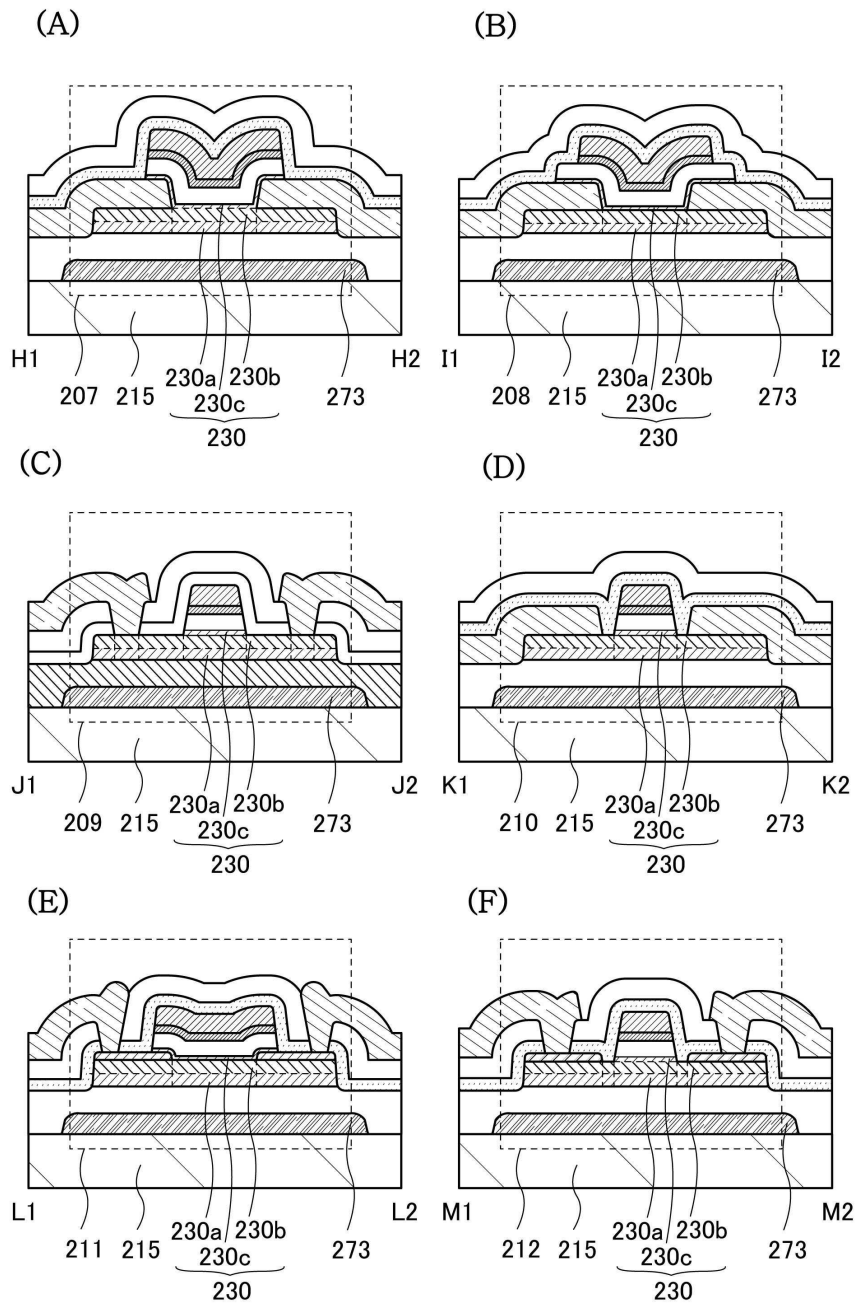 (A)
(B)
H1 H2 I1 I2
230a 230b 230a 230b
207 215 230c 273 208 215 230c 273
230 230
(C)
(D)
J1 J2 K1 K2
230a 230b 230a 230b
209 215 230c 273 210 215 230c 273
230 230
(E)
(F)
L1 L2 M1 M2
230a 230b 230a 230b
211 215 230c 273 212 215 230c 273
230 230